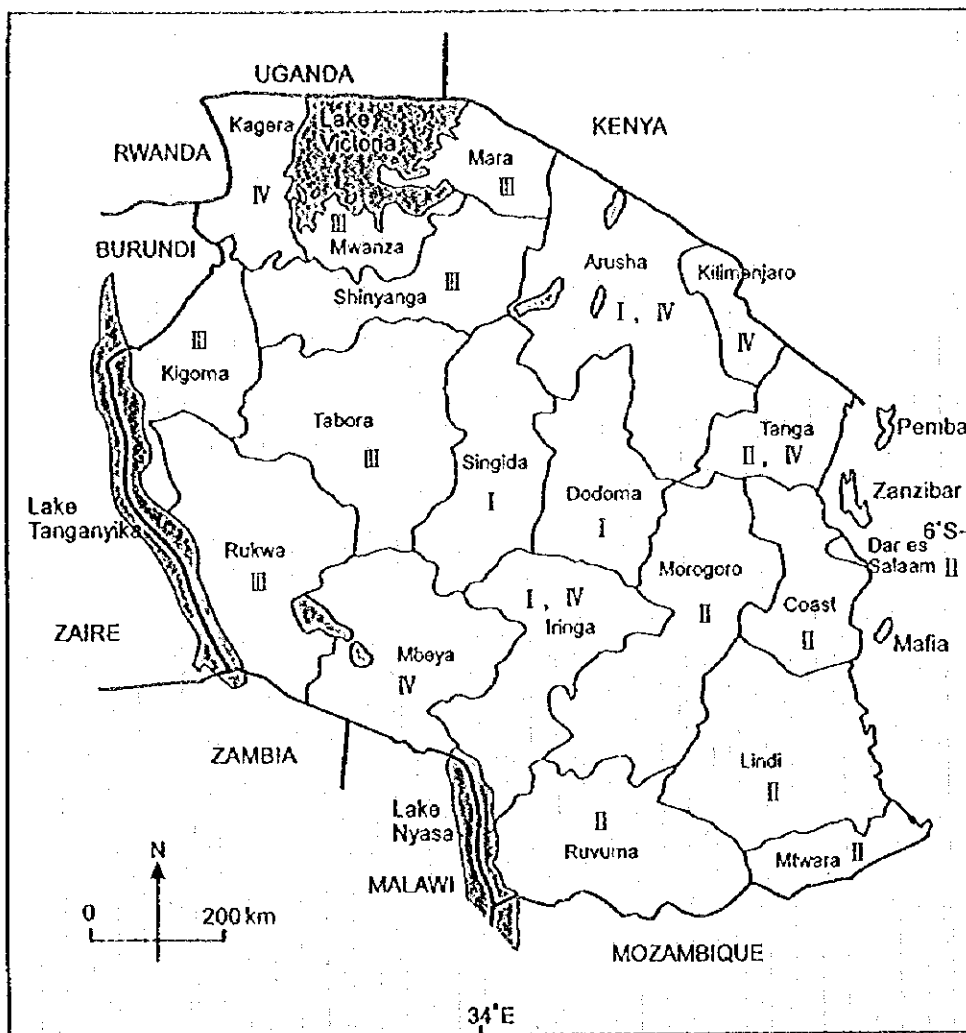 UGANDA
Kagera
Lake
Victoria
KENYA
RWANDA
Mara
III
IV
III
Mwanza
BURUNDI
Arusha
Kilimanjaro
Shinyanga
III
I , IV
III
IV
Kigoma
Tabora
III
Tanga
II , IV
Pemba
Singida
I
Dodoma
I
Zanzibar
Lake
Tanganyika
6°S-
Dar es
Salaam II
Rukwa
III
Morogoro
II
I , IV
Iringa
Coast
II
ZAIRE
Mbeya
IV
Mafia
ZAMBIA
Lindi
II
Lake
Nyasa
II
Ruvuma
Mtwara II
N
MALAWI
0 200 km
MOZAMBIQUE
34°E